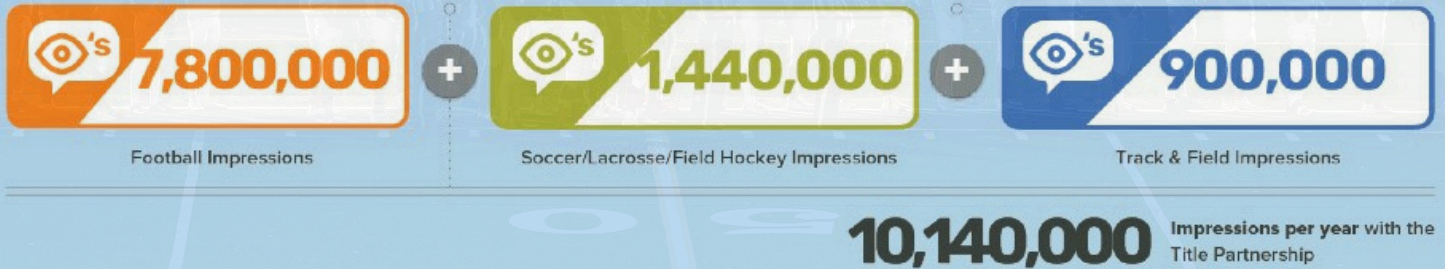 's 7,800,000 + 's 1,440,000 + 's 900,000
Football Impressions Soccer/Lacrosse/Field Hockey Impressions Track & Field Impressions
10,140,000 Impressions per year with the
Title Partnership